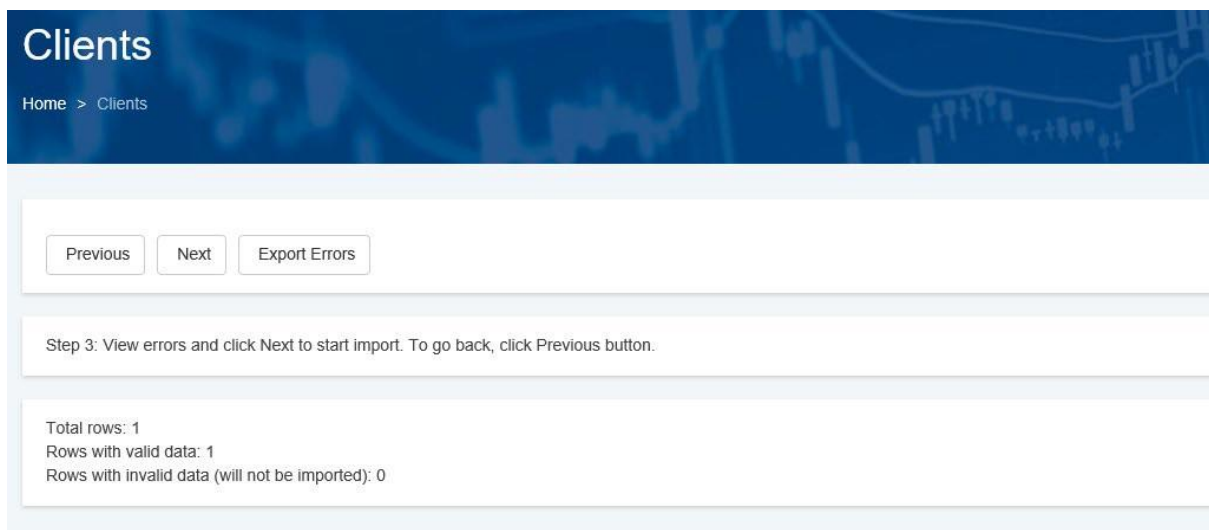 Clients
Home > Clients
Previous Next Export Errors
Step 3: View errors and click Next to start import. To go back, click Previous button.
Total rows: 1
Rows with valid data: 1
Rows with invalid data (will not be imported): 0